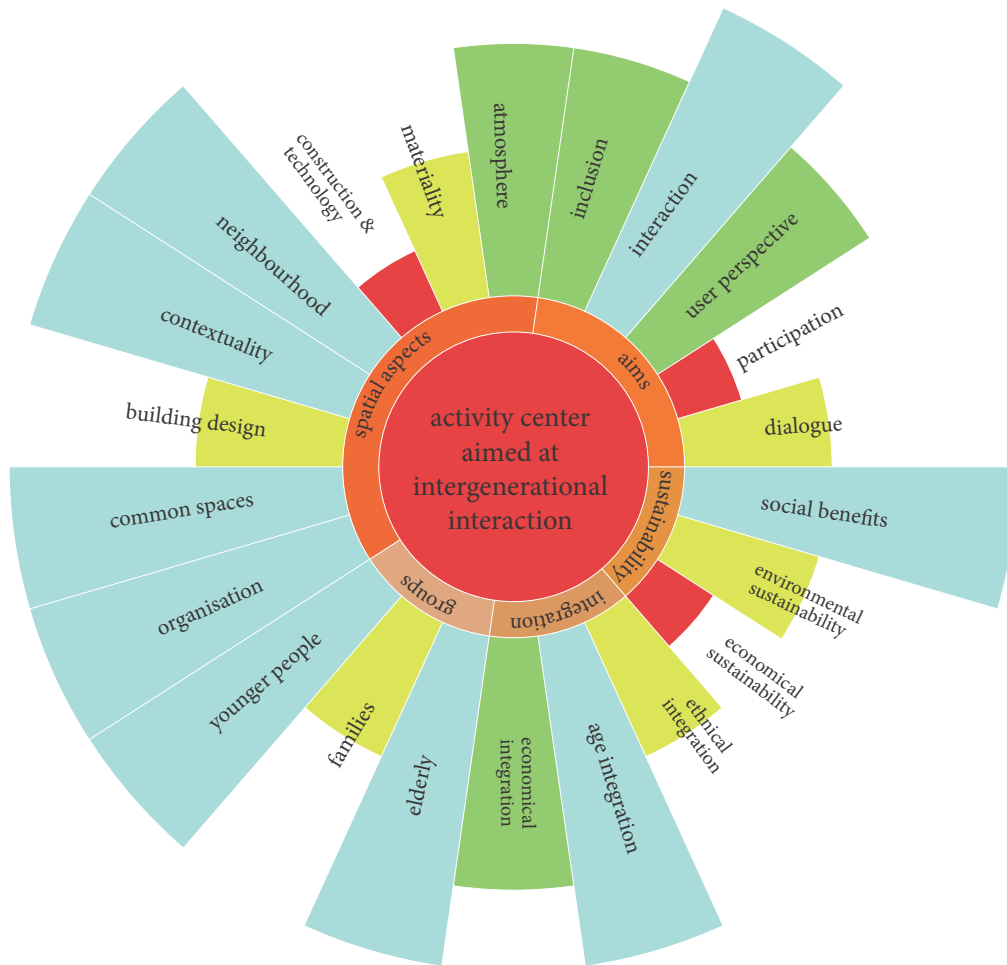 activity center
aimed at
intergenerational
interaction
spatial aspects
aims
sustainability
integration
groups
atmosphere
inclusion
interaction
user perspective
participation
dialogue
social benefits
environmental
sustainability
economical
sustainability
ethnical
integration
age integration
economical
integration
elderly
families
younger people
organisation
common spaces
building design
contextuality
neighbourhood
construction &
technology
materiality